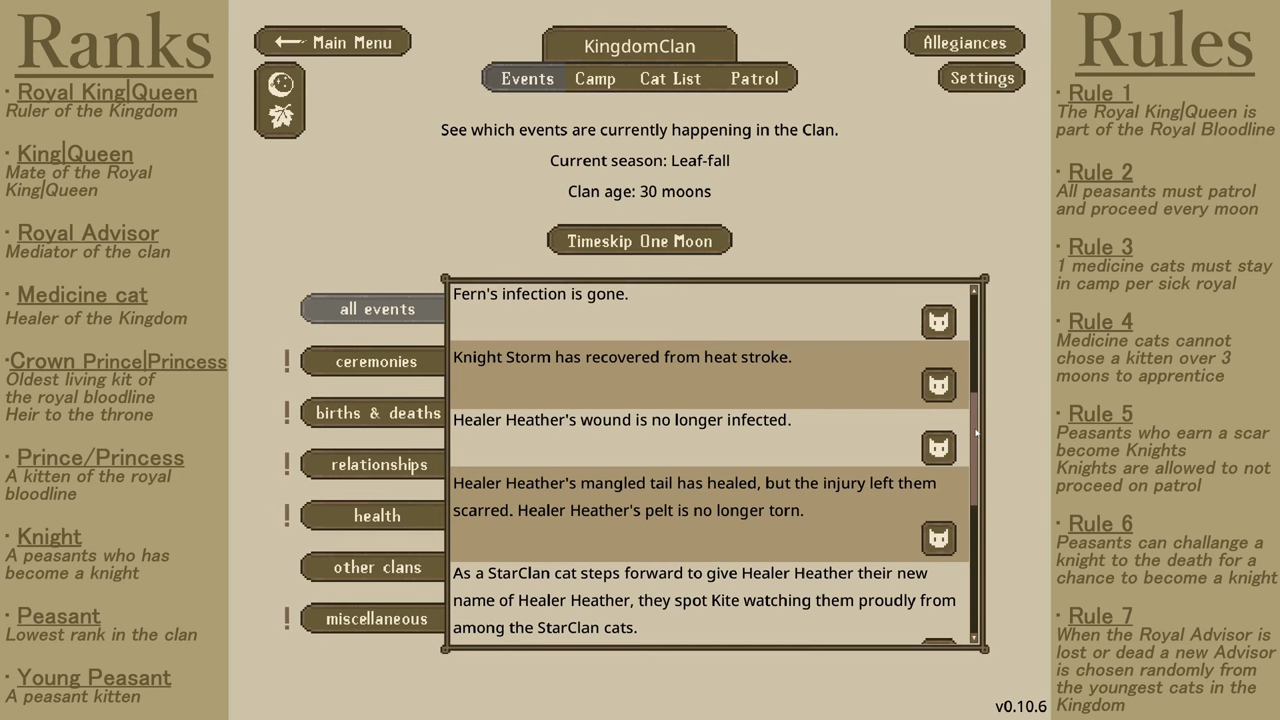 Ranks
· Royal King|Queen
Ruler of the Kingdom
· King|Queen
Mate of the Royal
King|Queen
· Royal Advisor
Mediator of the clan
· Medicine cat
Healer of the Kingdom
·Crown Prince|Princess
Oldest living kit of
the royal bloodline
Heir to the throne
· Prince/Princess
A kitten of the royal
bloodline
· Knight
A peasants who has
become a knight
· Peasant
Lowest rank in the clan
· Young Peasant
A peasant kitten
Main Menu
KingdomClan
Allegiances
Events
Camp
Cat List
Patrol
Settings
See which events are currently happening in the Clan.
Current season: Leaf-fall
Clan age: 30 moons
Timeskip One Moon
all events
! ceremonies
! births & deaths
! relationships
! health
other clans
! miscellaneous
Fern's infection is gone.
Knight Storm has recovered from heat stroke.
Healer Heather's wound is no longer infected.
Healer Heather's mangled tail has healed, but the injury left them
scarred. Healer Heather's pelt is no longer torn.
As a StarClan cat steps forward to give Healer Heather their new
name of Healer Heather, they spot Kite watching them proudly from
among the StarClan cats.
v0.10.6
Rules
· Rule 1
The Royal King|Queen is
part of the Royal Bloodline
· Rule 2
All peasants must patrol
and proceed every moon
· Rule 3
1 medicine cats must stay
in camp per sick royal
· Rule 4
Medicine cats cannot
chose a kitten over 3
moons to apprentice
· Rule 5
Peasants who earn a scar
become Knights
Knights are allowed to not
proceed on patrol
· Rule 6
Peasants can challange a
knight to the death for a
chance to become a knight
· Rule 7
When the Royal Advisor is
lost or dead a new Advisor
is chosen randomly from
the youngest cats in the
Kingdom